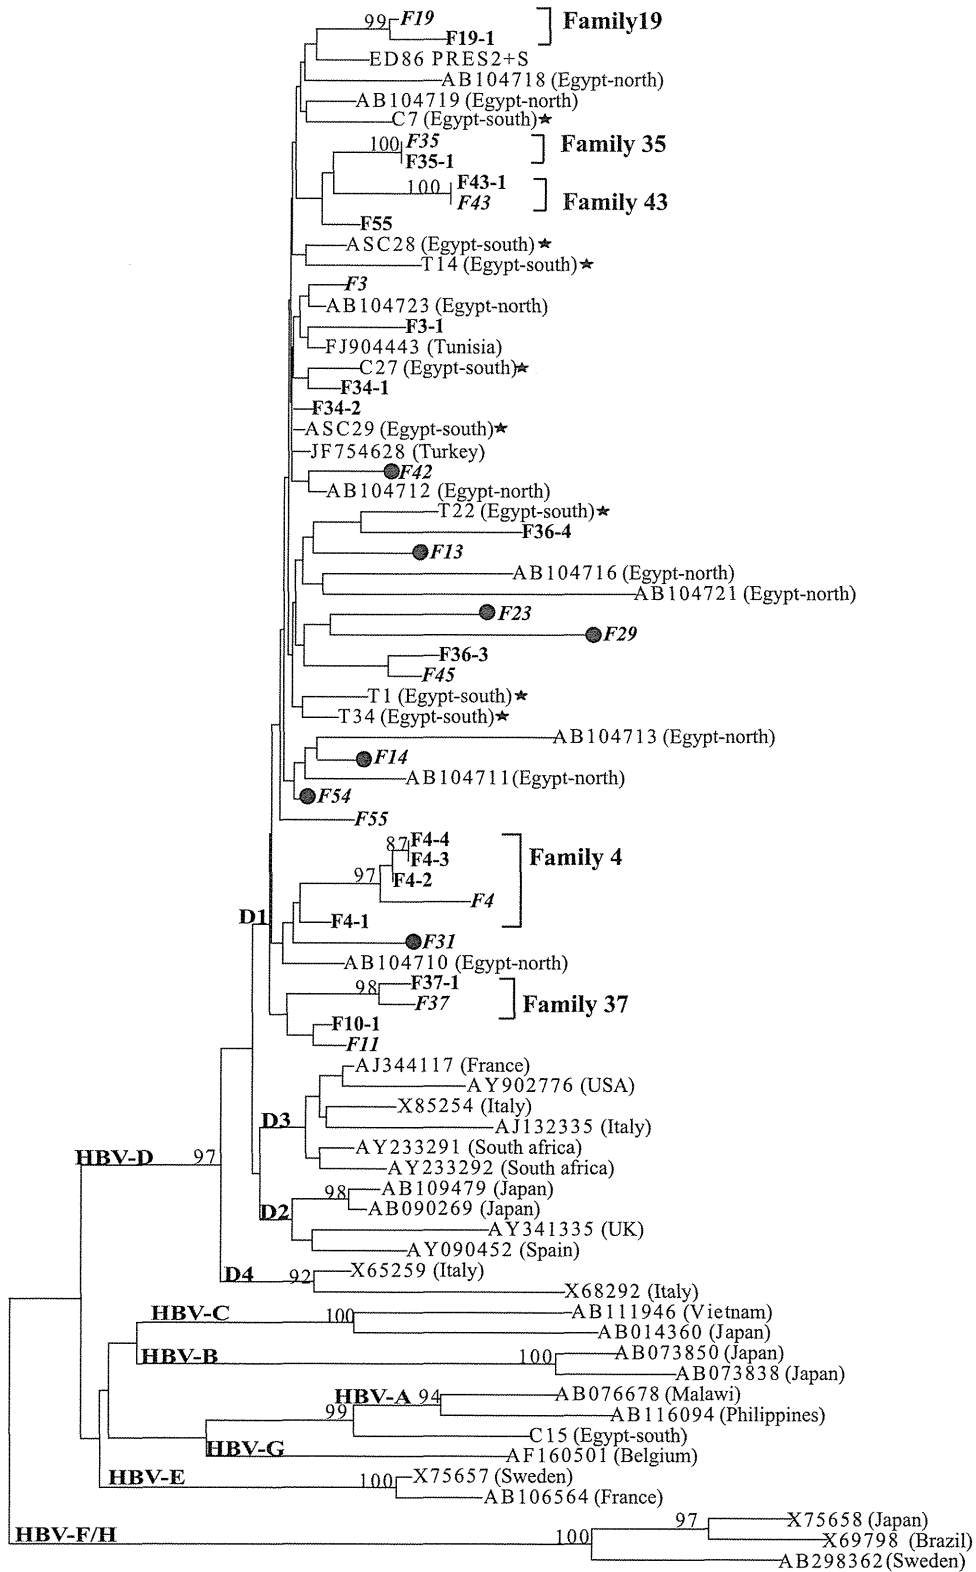 99 F19 Family19
F19-1
ED86 PRES2+S
AB104718 (Egypt-north)
AB104719 (Egypt-north)
C7 (Egypt-south)★
100 F35 Family 35
F35-1
100 F43-1 Family 43
F43
F55
ASC28 (Egypt-south)★
T14 (Egypt-south)★
F3
AB104723 (Egypt-north)
F3-1
FJ904443 (Tunisia)
C27 (Egypt-south)★
F34-1
F34-2
ASC29 (Egypt-south)★
JF754628 (Turkey)
F42
AB104712 (Egypt-north)
T22 (Egypt-south)★
F36-4
F13
AB104716 (Egypt-north)
AB104721 (Egypt-north)
F23
F29
F36-3
F45
T1 (Egypt-south)★
T34 (Egypt-south)★
AB104713 (Egypt-north)
F14
AB104711(Egypt-north)
F54
F55
87 F4-4
F4-3 Family 4
97 F4-2
F4
D1 F4-1
F31
AB104710 (Egypt-north)
98 F37-1
F37 Family 37
F10-1
F11
AJ344117 (France)
AY902776 (USA)
X85254 (Italy)
D3 AJ132335 (Italy)
AY233291 (South africa)
HBV-D 97 AY233292 (South africa)
98 AB109479 (Japan)
D2 AB090269 (Japan)
AY341335 (UK)
AY090452 (Spain)
D4 92 X65259 (Italy)
X68292 (Italy)
HBV-C 100 AB111946 (Vietnam)
AB014360 (Japan)
HBV-B 100 AB073850 (Japan)
AB073838 (Japan)
HBV-A 94 AB076678 (Malawi)
99 AB116094 (Philippines)
C15 (Egypt-south)
HBV-G AF160501 (Belgium)
HBV-E 100 X75657 (Sweden)
AB106564 (France)
97 X75658 (Japan)
HBV-F/H 100 X69798 (Brazil)
AB298362(Sweden)